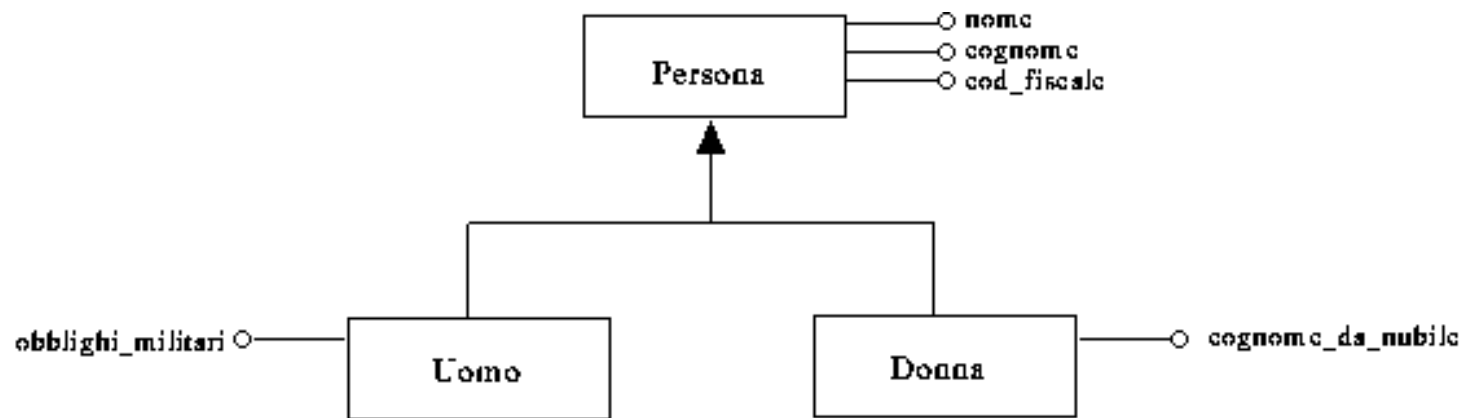 nome
cognome
cod_fiscale
Persona
obblighi_militari
Uomo
Donna
cognome_da_nubile